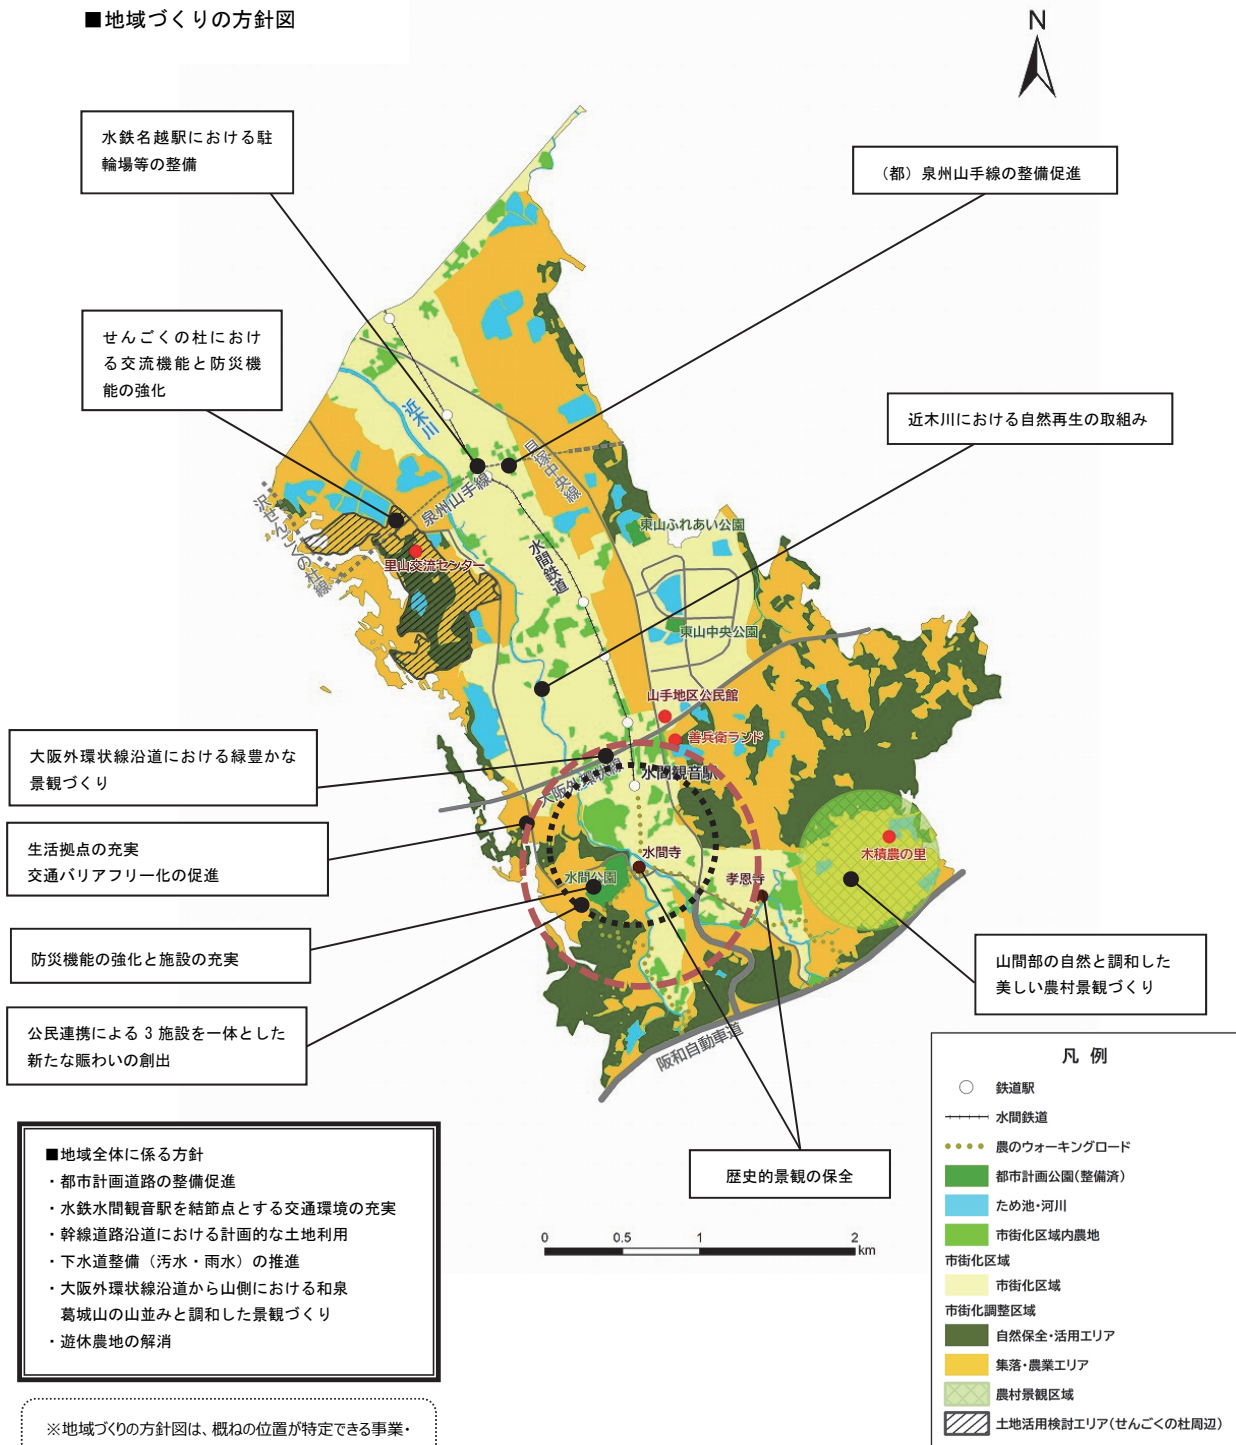 ■地域づくりの方針図
N
水鉄名越駅における駐
輪場等の整備
（都）泉州山手線の整備促進
せんごくの杜におけ
る交流機能と防災機
能の強化
近木川における自然再生の取組み
近木川
貝塚中央線
泉州山手線
沢せんごくの杜線
水間鉄道
東山ふれあい公園
里山交流センター
東山中央公園
山手地区公民館
善兵衛ランド
大阪外環状線沿道における緑豊かな
景観づくり
大阪外環状線
水間観音駅
生活拠点の充実
交通バリアフリー化の促進
水間寺
孝恩寺
水間公園
木積農の里
防災機能の強化と施設の充実
山間部の自然と調和した
美しい農村景観づくり
公民連携による 3 施設を一体とした
新たな賑わいの創出
阪和自動車道
歴史的景観の保全
■地域全体に係る方針
・都市計画道路の整備促進
・水鉄水間観音駅を結節点とする交通環境の充実
・幹線道路沿道における計画的な土地利用
・下水道整備（汚水・雨水）の推進
・大阪外環状線沿道から山側における和泉
葛城山の山並みと調和した景観づくり
・遊休農地の解消
0 0.5 1 2
km
凡 例
鉄道駅
水間鉄道
農のウォーキングロード
都市計画公園(整備済)
ため池・河川
市街化区域内農地
市街化区域
市街化区域
市街化調整区域
自然保全・活用エリア
集落・農業エリア
農村景観区域
土地活用検討エリア(せんごくの杜周辺)
※地域づくりの方針図は、概ねの位置が特定できる事業・